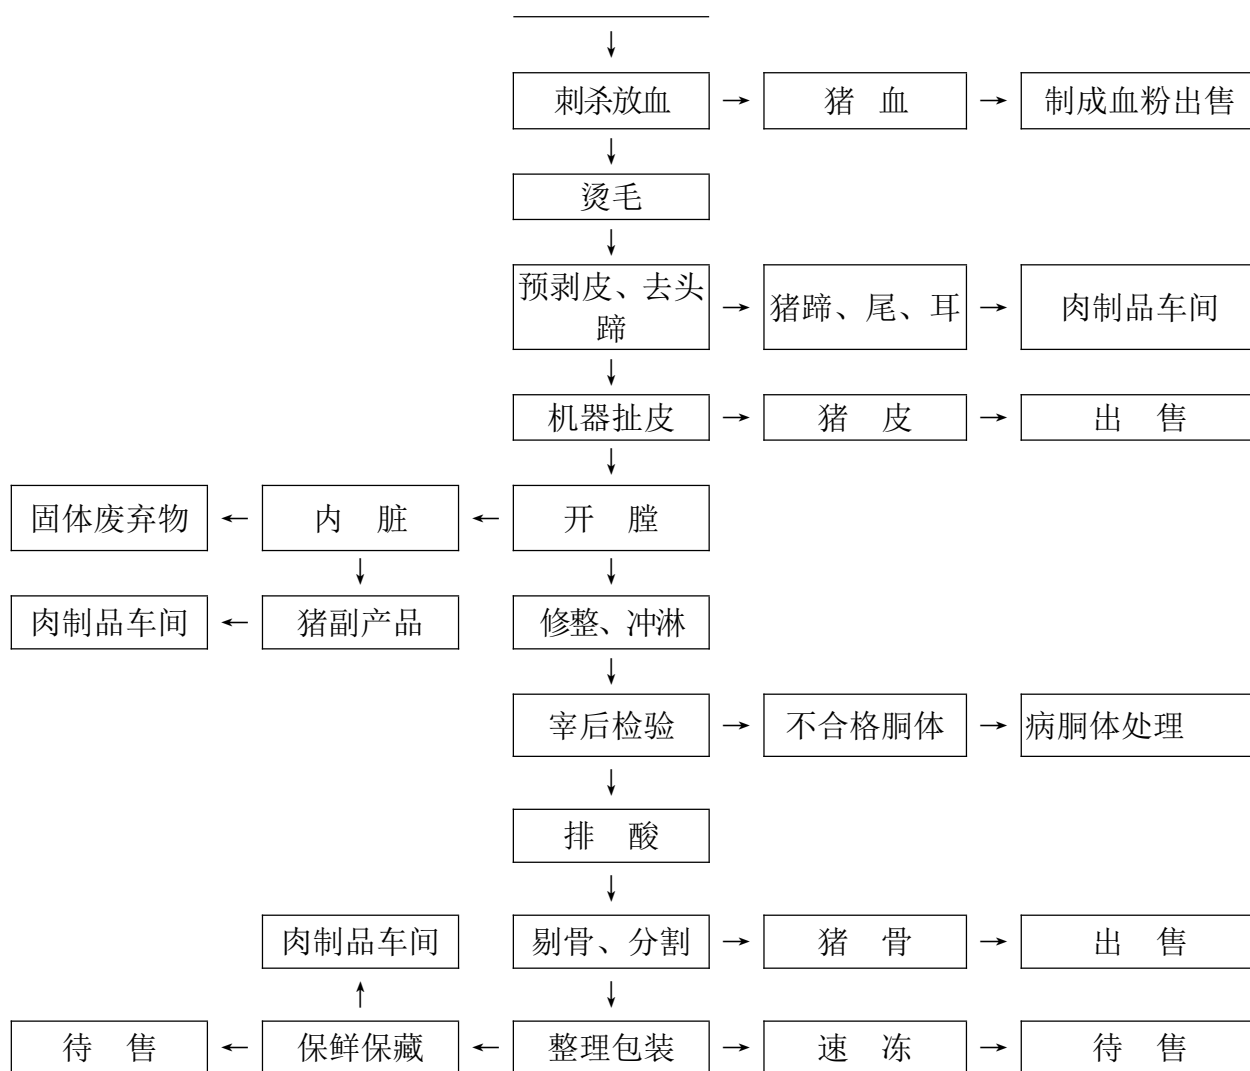 刺杀放血
猪 血
制成血粉出售
烫毛
预剥皮、去头
蹄
猪蹄、尾、耳
肉制品车间
机器扯皮
猪 皮
出 售
固体废弃物
内 脏
开 膛
肉制品车间
猪副产品
修整、冲淋
宰后检验
不合格胴体
病胴体处理
排 酸
肉制品车间
剔骨、分割
猪 骨
出 售
待 售
保鲜保藏
整理包装
速 冻
待 售